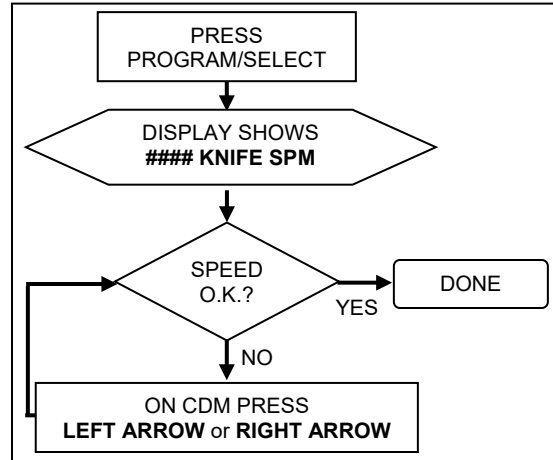 PRESS
PROGRAM/SELECT
DISPLAY SHOWS
#### KNIFE SPM
SPEED
O.K.?
YES
DONE
NO
ON CDM PRESS
LEFT ARROW or RIGHT ARROW